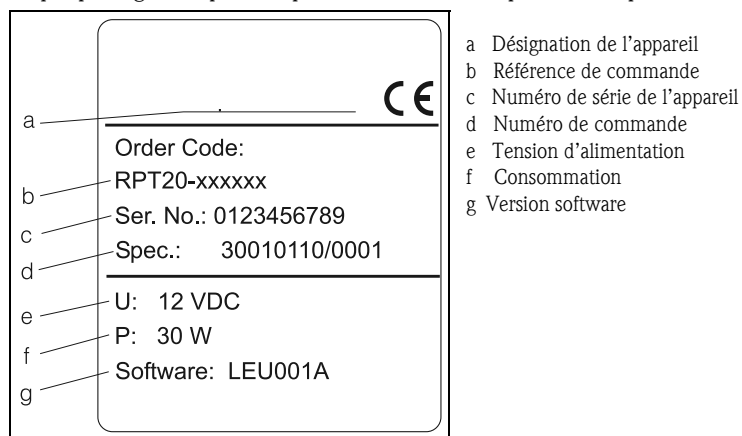 CE
a
Order Code:
b
RPT20-xxxxxx
c
Ser. No.: 0123456789
d
Spec.: 30010110/0001
e
U: 12 VDC
f
P: 30 W
g
Software: LEU001A
a Désignation de l'appareil
b Référence de commande
c Numéro de série de l'appareil
d Numéro de commande
e Tension d'alimentation
f Consommation
g Version software